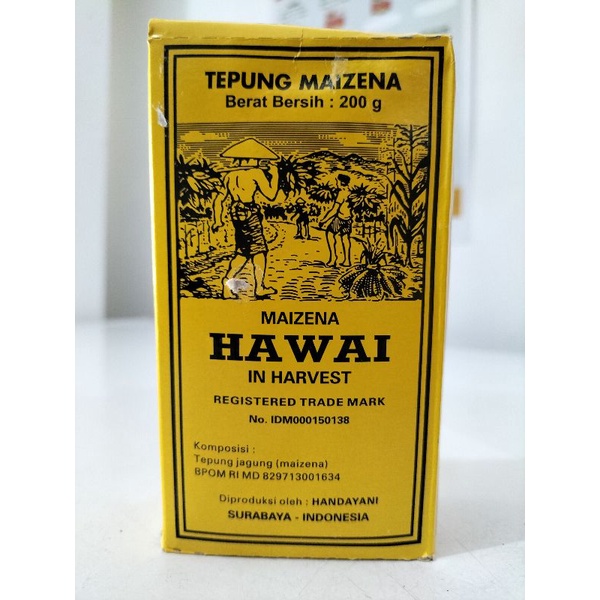 TEPUNG MAIZENA
Berat Bersih : 200 g
MAIZENA
HAWAI
IN HARVEST
REGISTERED TRADE MARK
No. IDM000150138
Komposisi :
Tepung jagung (maizena)
BPOM RI MD 829713001634
Diproduksi oleh : HANDAYANI
SURABAYA - INDONESIA